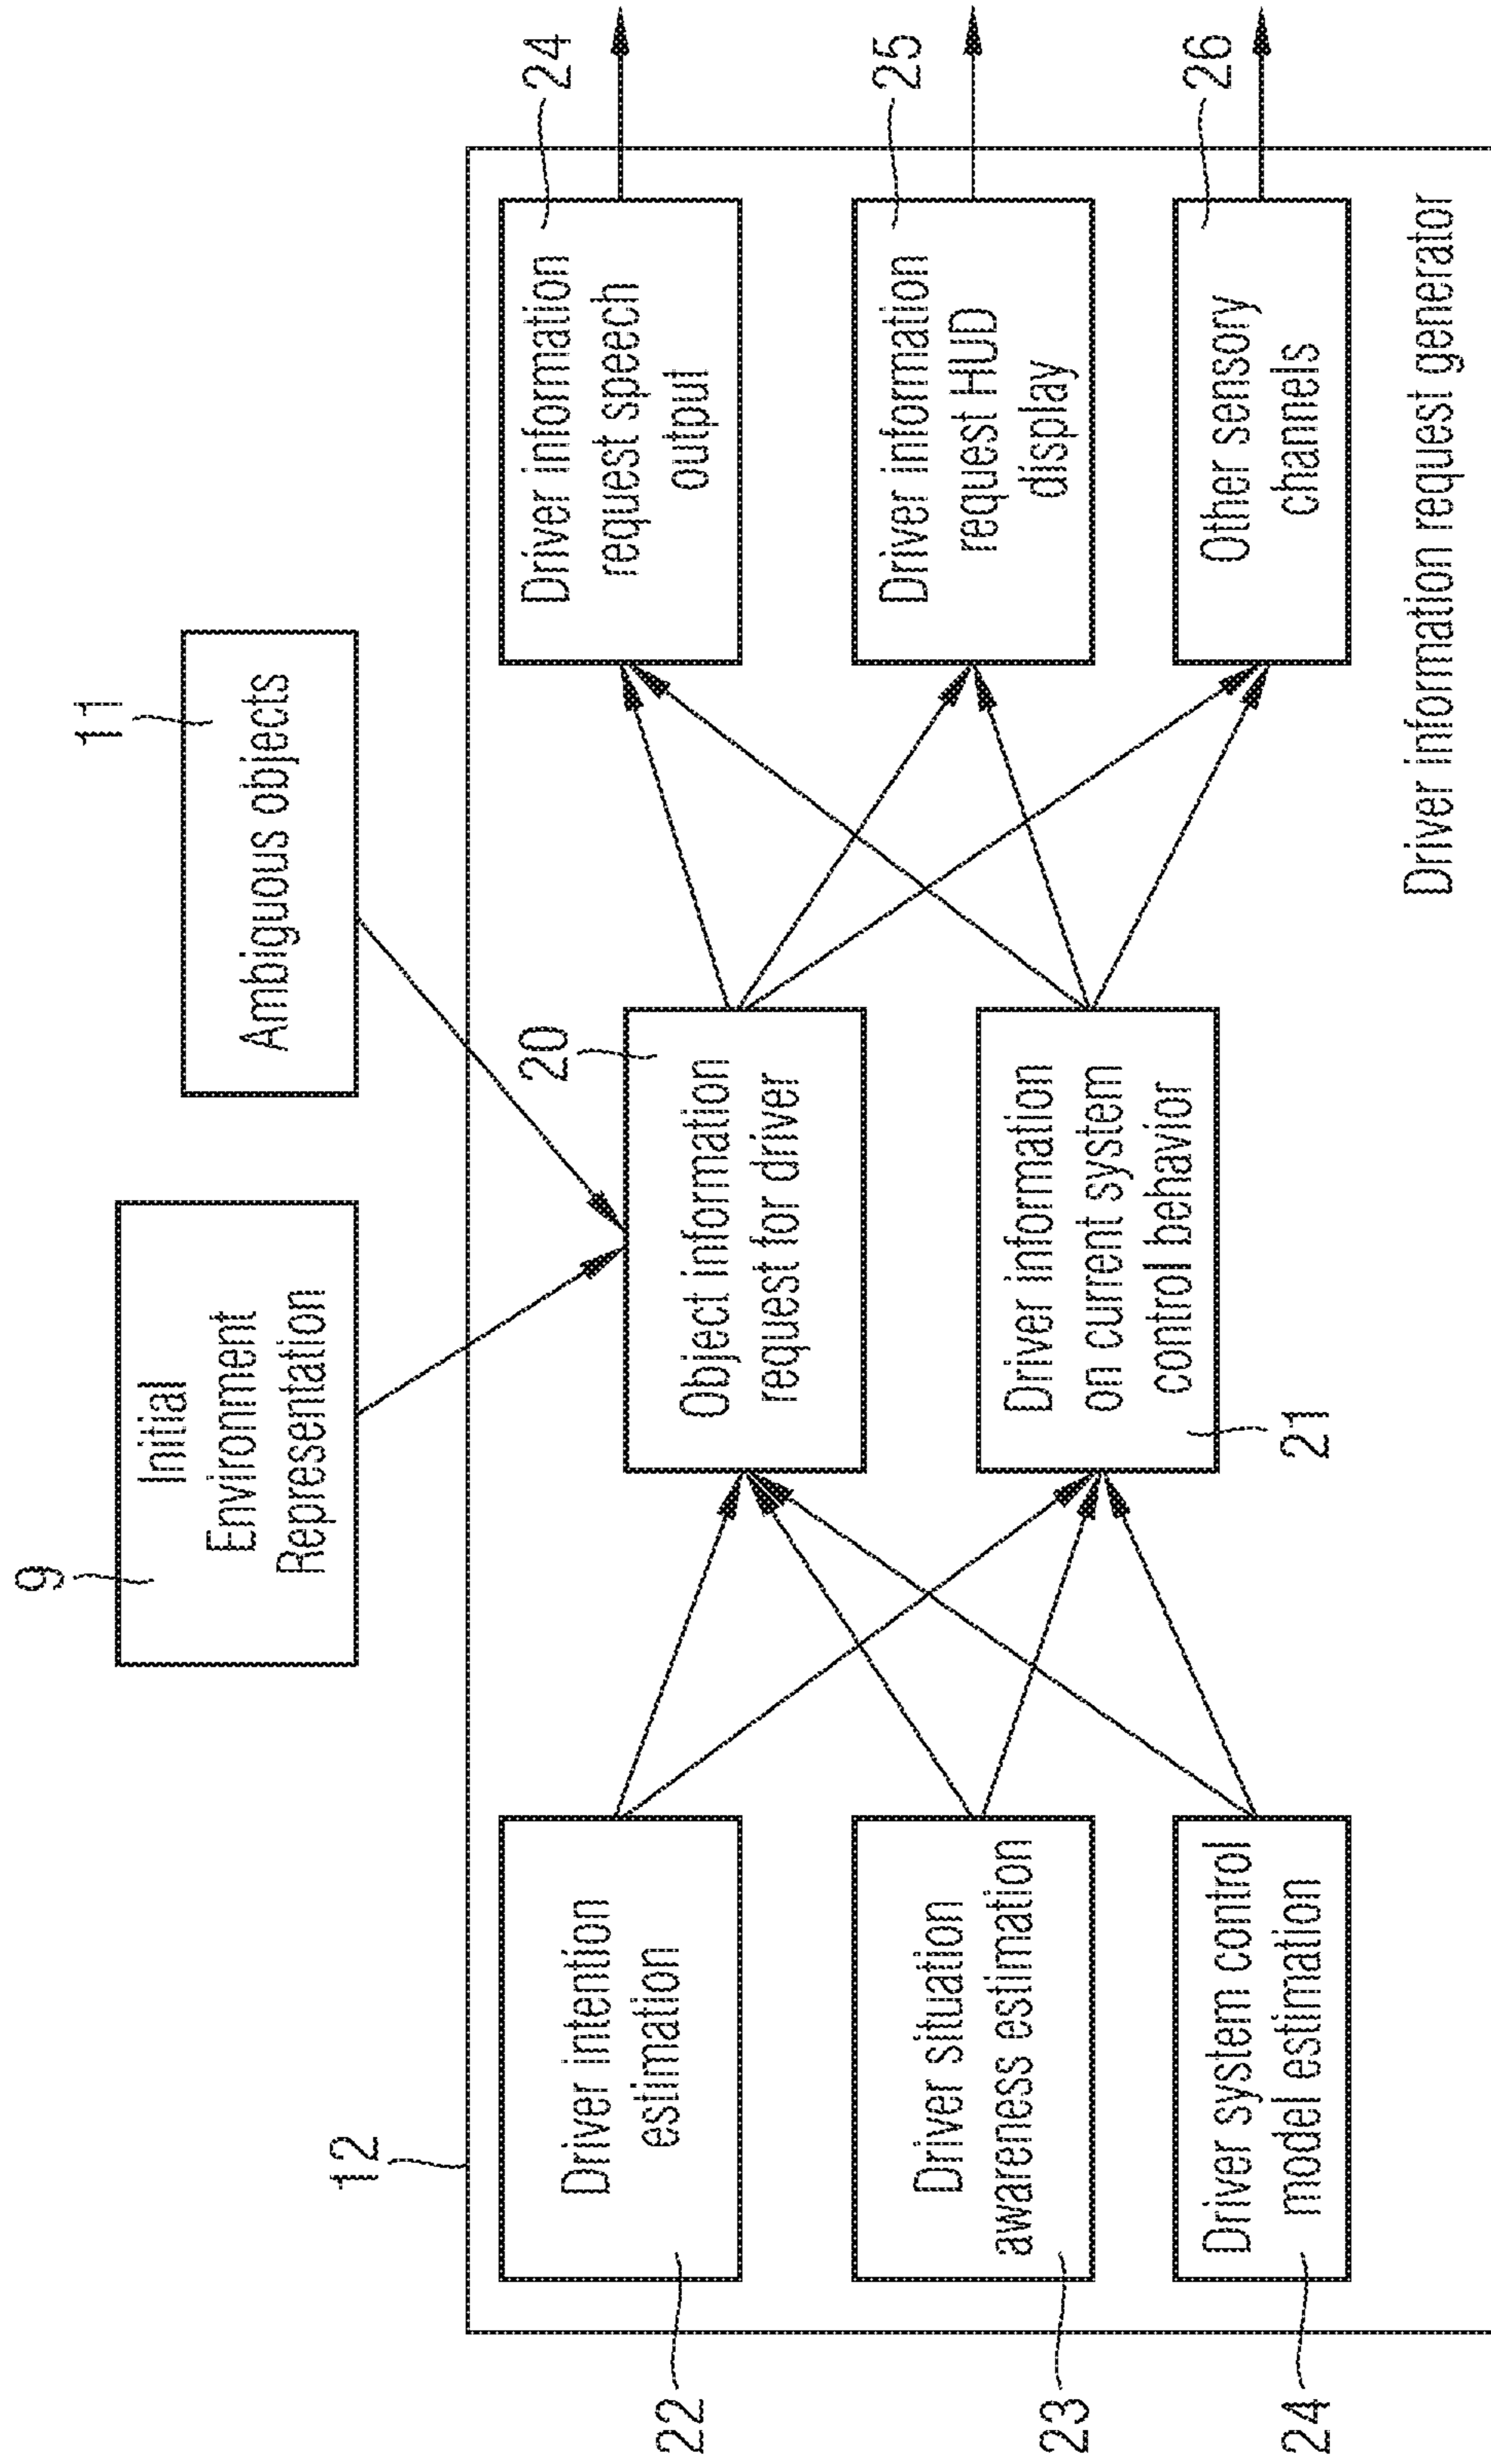 9
Initial
Environment
Representation
11
Ambiguous objects
12
22
Driver intention
estimation
23
Driver situation
awareness estimation
24
Driver system control
model estimation
20
Object information
request for driver
21
Driver information
on current system
control behavior
24
Driver information
request speech
output
25
Driver information
request HUD
display
26
Other sensory
channels
Driver information request generator